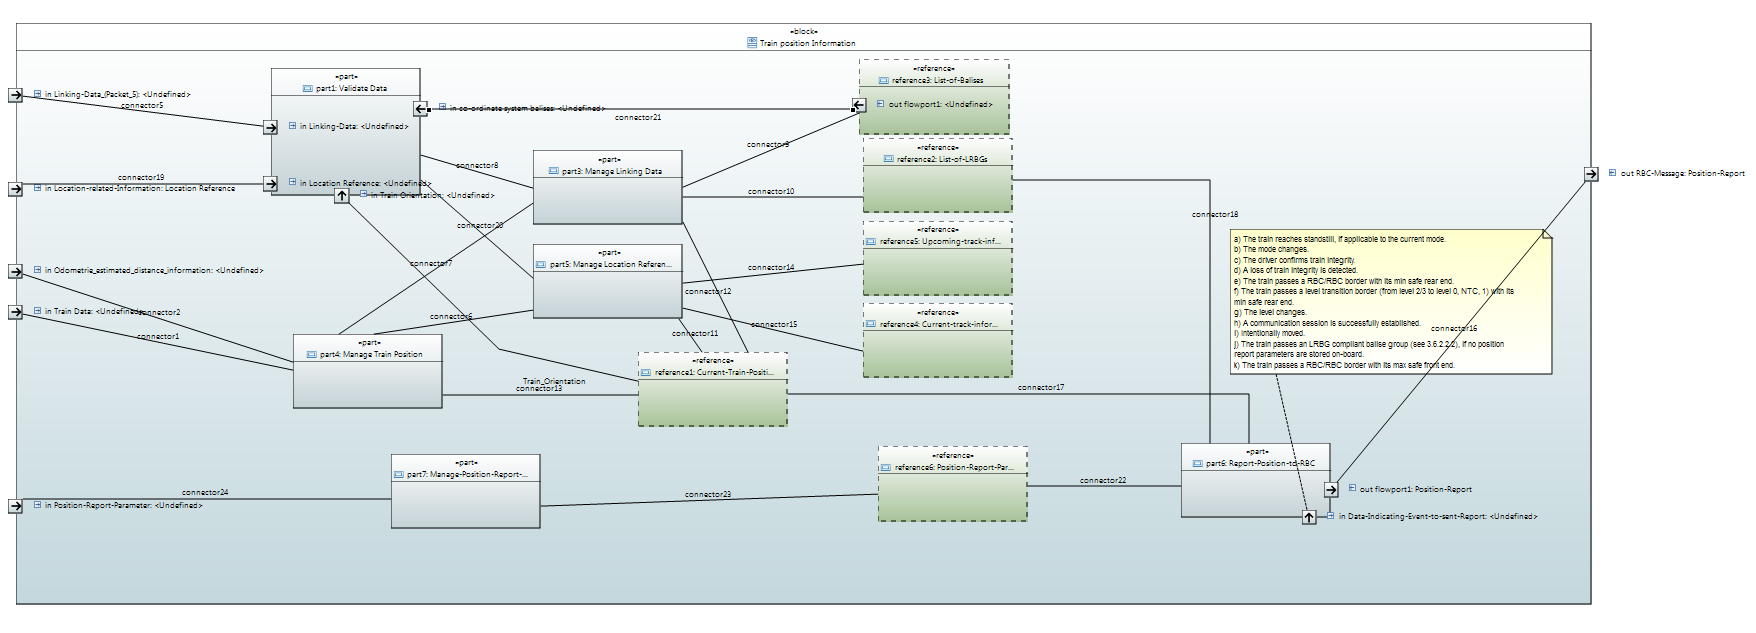 «block»
Train position Information
«part»
part1: Validate Data
in Linking-Data_(Packet_5): <Undefined>
connector5
in Linking-Data: <Undefined>
in co-ordinate system balises: <Undefined>
connector21
«reference»
reference3: List-of-Balises
out flowport1: <Undefined>
connector9
connector19
in Location-related-Information: Location Reference
in Location Reference: <Undefined>
in Train Orientation: <Undefined>
connector8
«part»
part3: Manage Linking Data
connector10
«reference»
reference2: List-of-LRBGs
connector18
out RBC-Message: Position-Report
connector20
connector7
«part»
part5: Manage Location Referen...
connector14
connector12
«reference»
reference5: Upcoming-track-inf...
in Odometrie_estimated_distance_information: <Undefined>
in Train Data: <Undefined>
connector2
connector1
connector6
connector11
connector15
«reference»
reference4: Current-track-infor...
«part»
part4: Manage Train Position
«reference»
reference1: Current-Train-Positi...
Train_Orientation
connector13
connector17
a) The train reaches standstill, if applicable to the current mode.
b) The mode changes.
c) The driver confirms train integrity.
d) A loss of train integrity is detected.
e) The train passes a RBC/RBC border with its min safe rear end.
f) The train passes a level transition border (from level 2/3 to level 0, NTC, 1) with its
min safe rear end.
g) The level changes.
h) A communication session is successfully established.
i) Intentionally moved.
j) The train passes an LRBG compliant balise group (see 3.6.2.2.2), if no position
report parameters are stored on-board.
k) The train passes a RBC/RBC border with its max safe front end.
connector16
«part»
part7: Manage-Position-Report-...
connector24
in Position-Report-Parameter: <Undefined>
connector23
«reference»
reference6: Position-Report-Par...
connector22
«part»
part6: Report-Position-to-RBC
out flowport1: Position-Report
in Data-Indicating-Event-to-sent-Report: <Undefined>